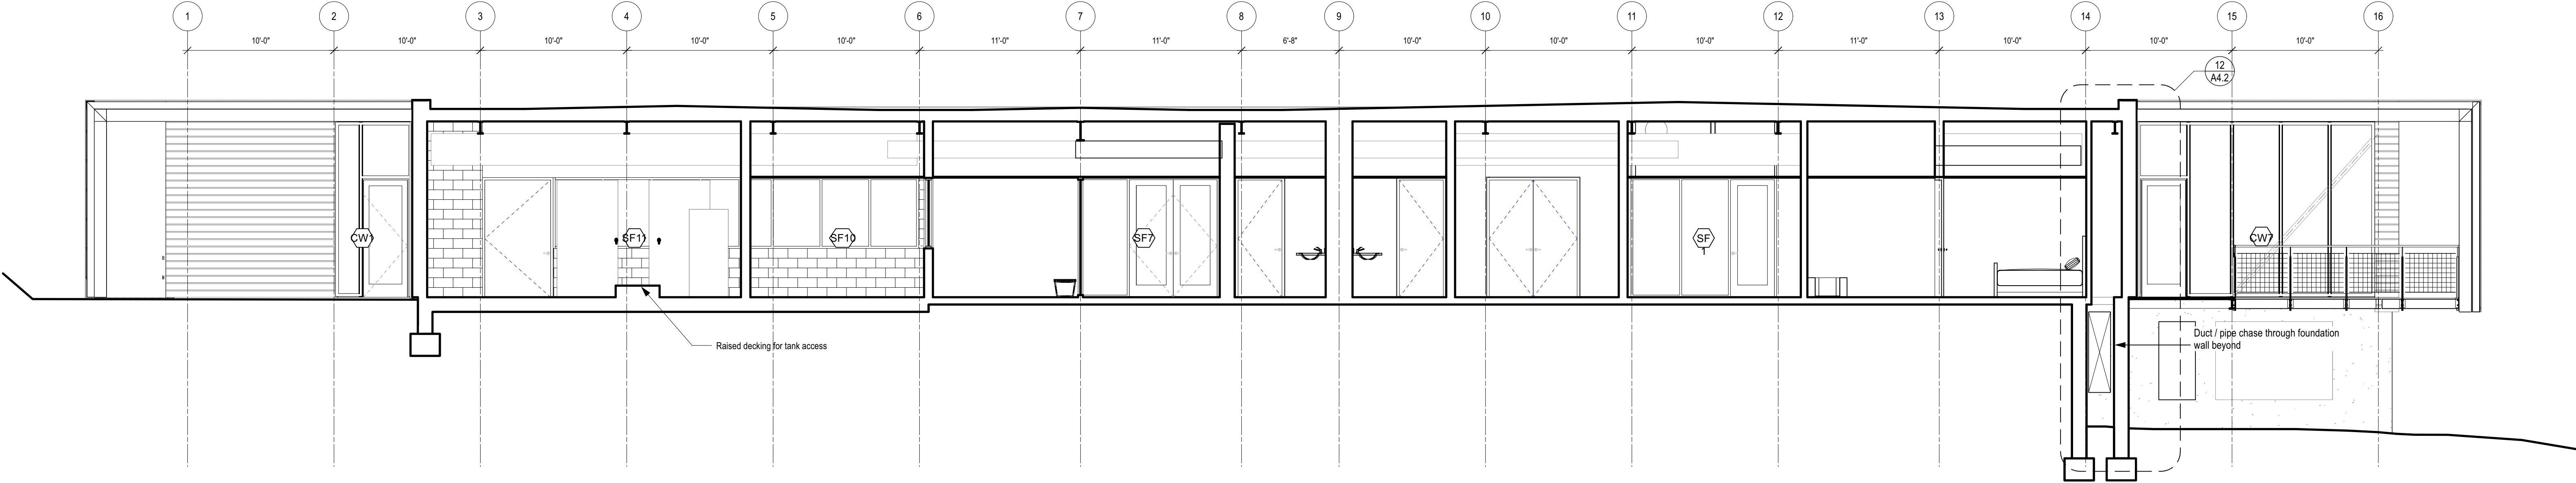 1 2 3 4 5 6 7 8 9 10 11 12 13 14 15 16
10'-0" 10'-0" 10'-0" 10'-0" 10'-0" 11'-0" 11'-0" 6'-8" 10'-0" 10'-0" 10'-0" 11'-0" 10'-0" 10'-0" 10'-0"
12
A4.2
CW1 SF11 SF10 SF7 SF CW7
1
Duct / pipe chase through foundation
wall beyond
Raised decking for tank access